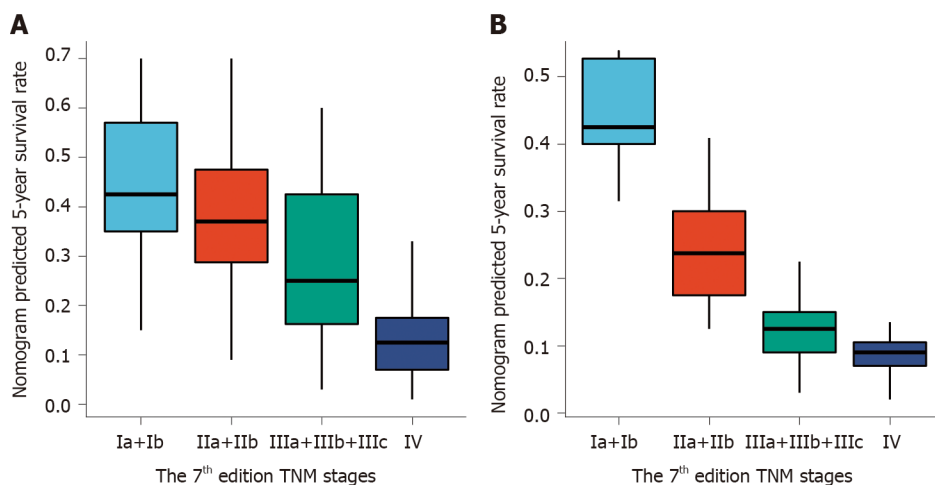 A
Nomogram predicted 5-year survival rate
0.7
0.6
0.5
0.4
0.3
0.2
0.1
0.0
Ia+Ib IIa+IIb IIIa+IIIb+IIIc IV
The 7th edition TNM stages
B
Nomogram predicted 5-year survival rate
0.5
0.4
0.3
0.2
0.1
0.0
Ia+Ib IIa+IIb IIIa+IIIb+IIIc IV
The 7th edition TNM stages